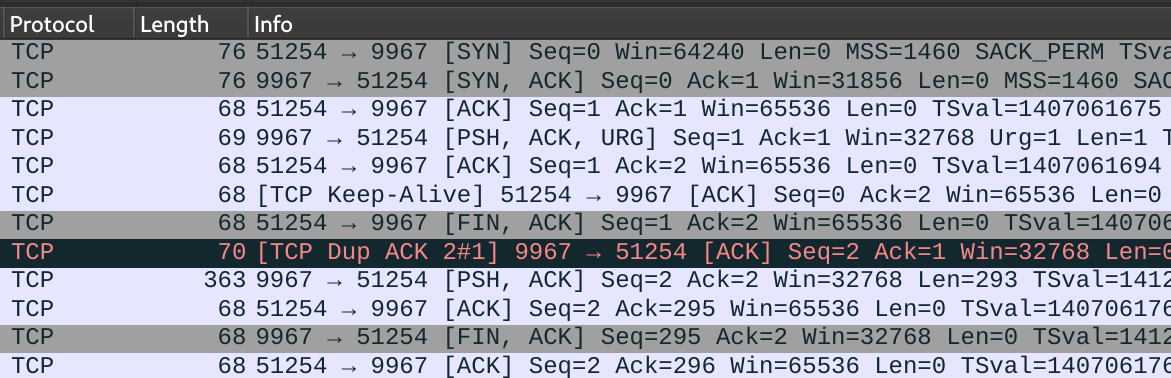 Protocol Length Info
TCP 76 51254 → 9967 [SYN] Seq=0 Win=64240 Len=0 MSS=1460 SACK_PERM TSva
TCP 76 9967 → 51254 [SYN, ACK] Seq=0 Ack=1 Win=31856 Len=0 MSS=1460 SAC
TCP 68 51254 → 9967 [ACK] Seq=1 Ack=1 Win=65536 Len=0 TSval=1407061675
TCP 69 9967 → 51254 [PSH, ACK, URG] Seq=1 Ack=1 Win=32768 Urg=1 Len=1 T
TCP 68 51254 → 9967 [ACK] Seq=1 Ack=2 Win=65536 Len=0 TSval=1407061694
TCP 68 [TCP Keep-Alive] 51254 → 9967 [ACK] Seq=0 Ack=2 Win=65536 Len=0
TCP 68 51254 → 9967 [FIN, ACK] Seq=1 Ack=2 Win=65536 Len=0 TSval=140706
TCP 70 [TCP Dup ACK 2#1] 9967 → 51254 [ACK] Seq=2 Ack=1 Win=32768 Len=0
TCP 363 9967 → 51254 [PSH, ACK] Seq=2 Ack=2 Win=32768 Len=293 TSval=1412
TCP 68 51254 → 9967 [ACK] Seq=2 Ack=295 Win=65536 Len=0 TSval=140706176
TCP 68 9967 → 51254 [FIN, ACK] Seq=295 Ack=2 Win=32768 Len=0 TSval=1412
TCP 68 51254 → 9967 [ACK] Seq=2 Ack=296 Win=65536 Len=0 TSval=140706176